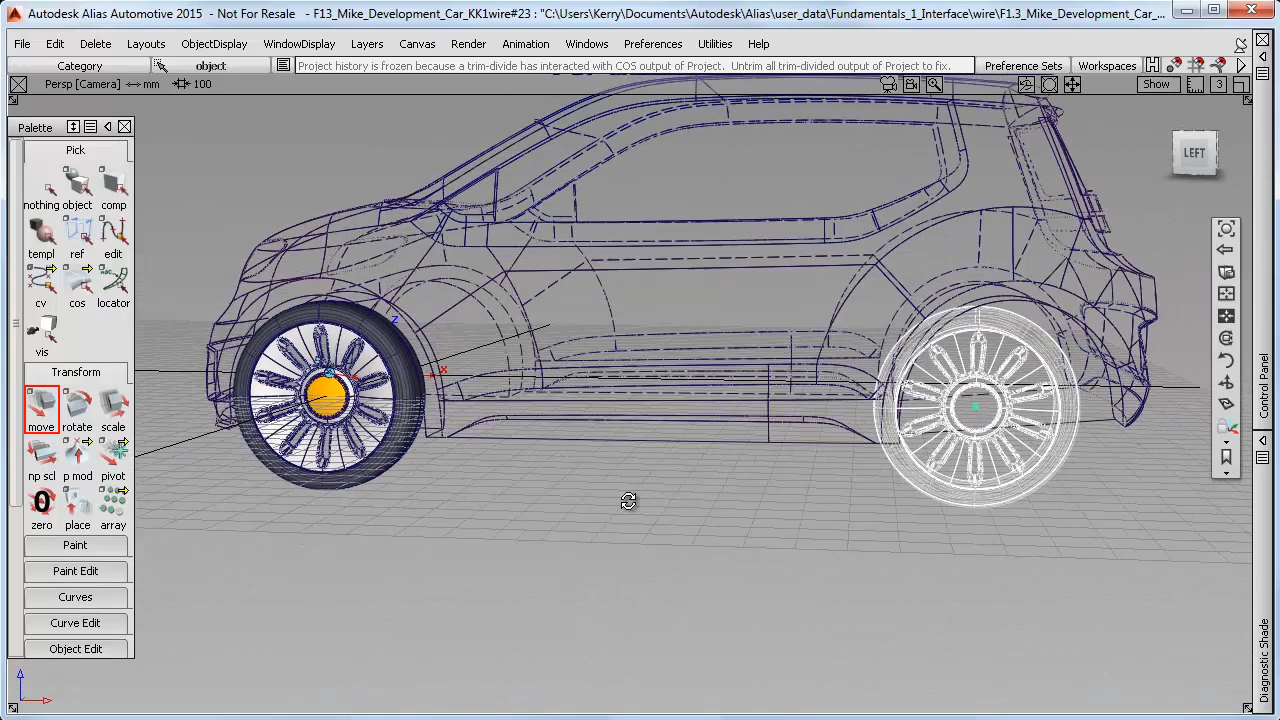 Autodesk Alias Automotive 2015 - Not For Resale - F13_Mike_Development_Car_KK1wire#23 : "C:\Users\Kerry\Documents\Autodesk\Alias\user_data\Fundamentals_1_Interface\wire\F1.3_Mike_Development_Car_...
File Edit Delete Layouts ObjectDisplay WindowDisplay Layers Canvas Render Animation Windows Preferences Utilities Help
Category object Project history is frozen because a trim-divide has interacted with COS output of Project. Untrim all trim-divided output of Project to fix. Preference Sets Workspaces
Persp [Camera] mm 100 Show 3
Palette
Pick
nothing object comp
templ ref edit
cv cos locator
vis
Transform
move rotate scale
np scl p mod pivot
0
zero place array
Paint
Paint Edit
Curves
Curve Edit
Object Edit
LEFT
Z
X
Control Panel
Diagnostic Shade